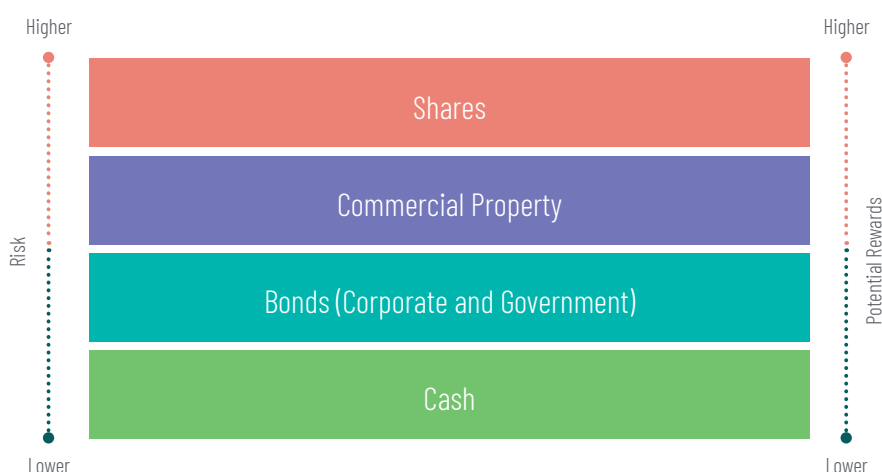 Higher
Higher
Shares
Commercial Property
Risk
Potential Rewards
Bonds (Corporate and Government)
Cash
Lower
Lower